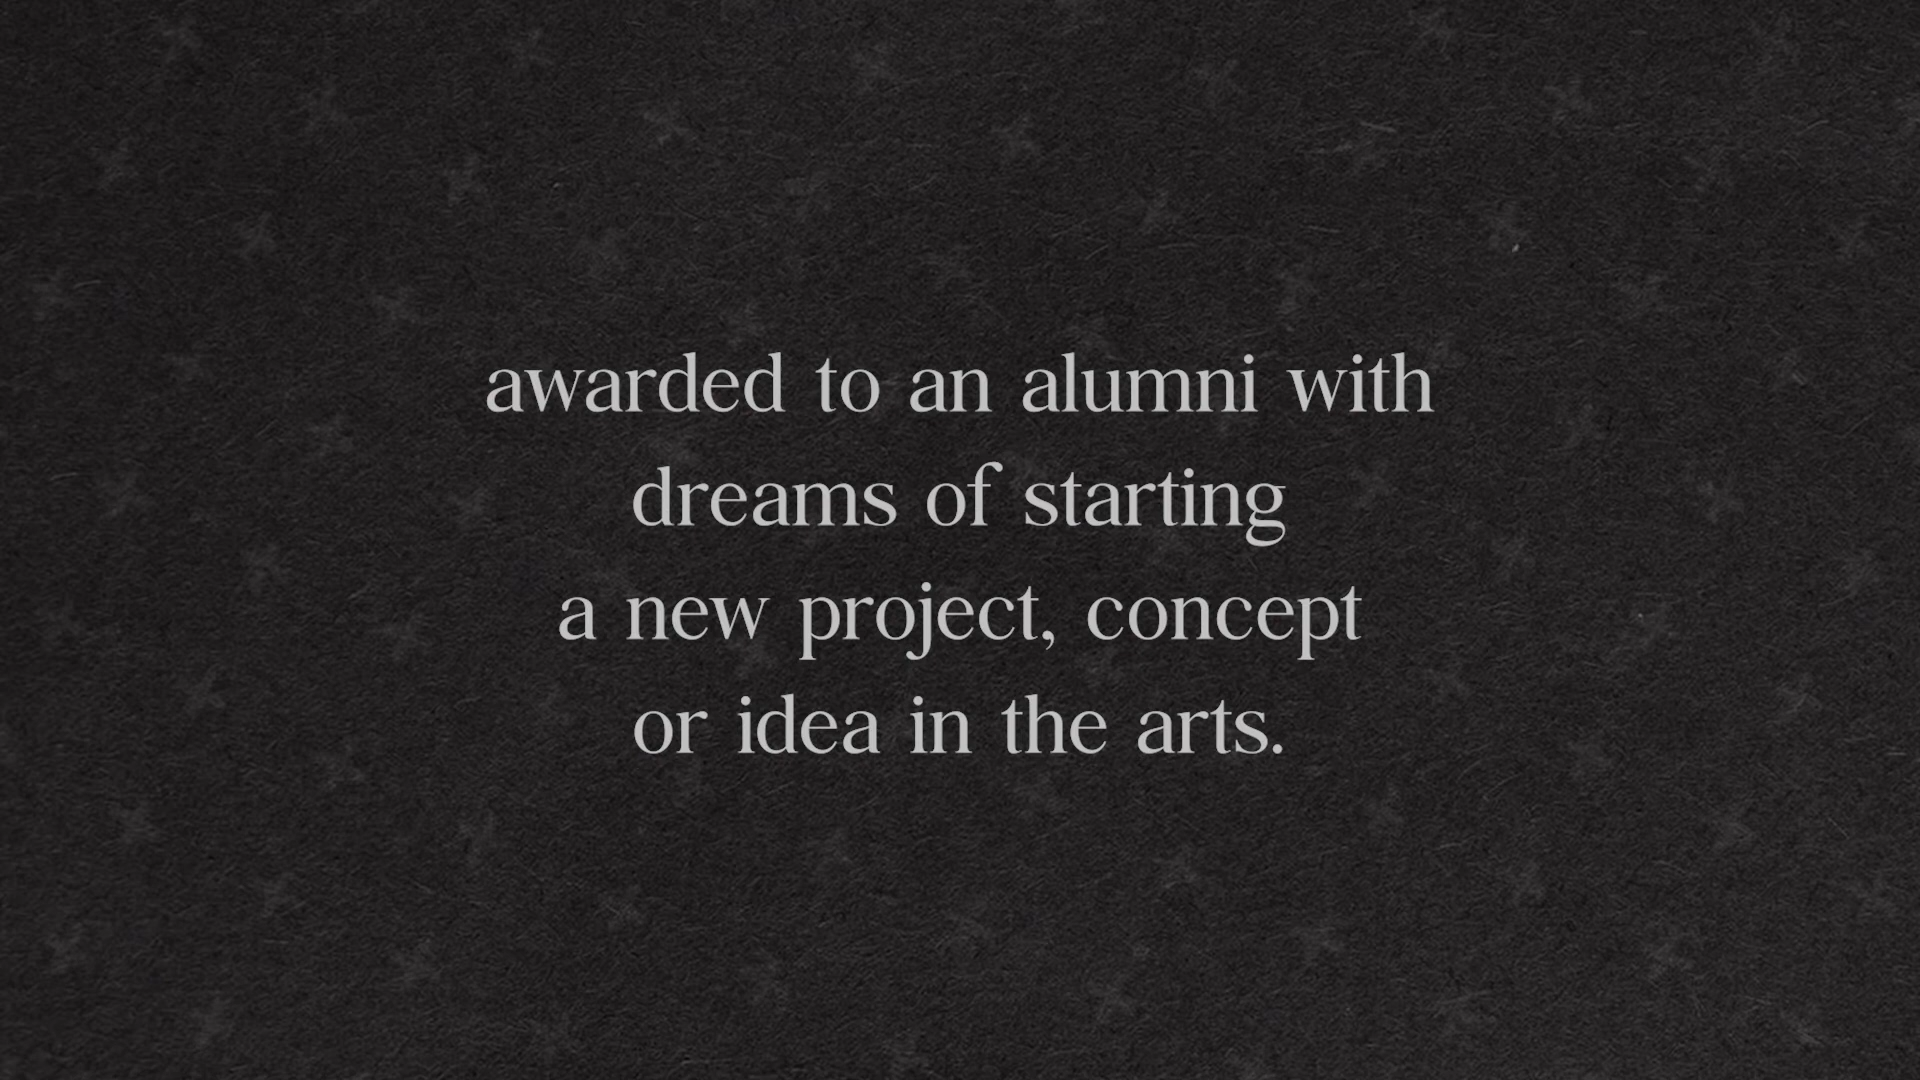 awarded to an alumni with
dreams of starting
a new project, concept
or idea in the arts.